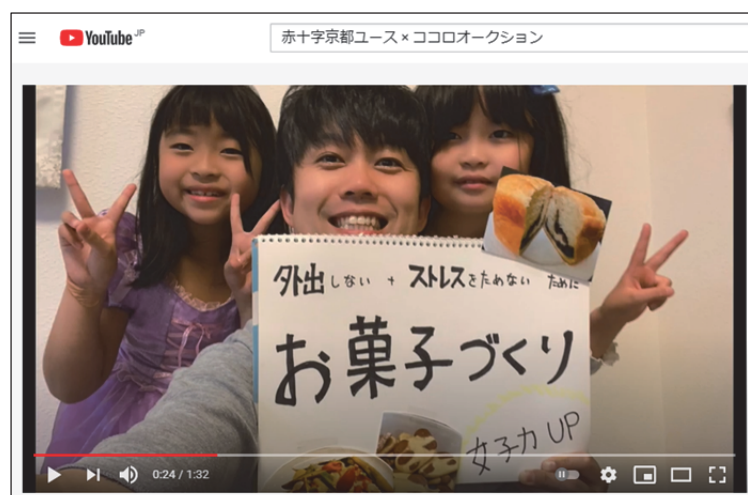 YouTube JP
赤十字京都ユース×ココロオークション
外出しない + ストレスをためない ために
お菓子づくり
女子力 UP
0:24 / 1:32